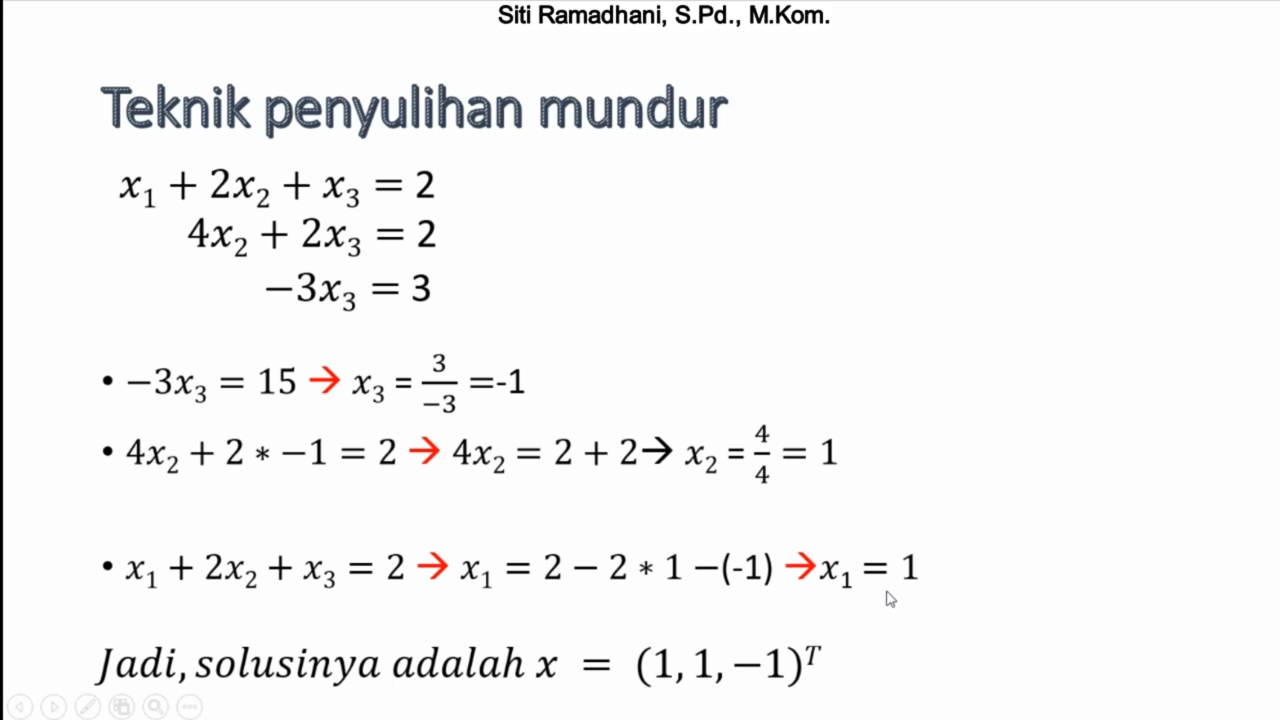 Siti Ramadhani, S.Pd., M.Kom.
Teknik penyulihan mundur
x₁ + 2x₂ + x₃ = 2
4x₂ + 2x₃ = 2
−3x₃ = 3
• −3x₃ = 15 → x₃ = 3/−3 =-1
• 4x₂ + 2 ∗ −1 = 2 → 4x₂ = 2 + 2→ x₂ = 4/4 = 1
• x₁ + 2x₂ + x₃ = 2 → x₁ = 2 − 2 ∗ 1 −(-1) →x₁ = 1
Jadi, solusinya adalah x = (1, 1, −1)ᵀ